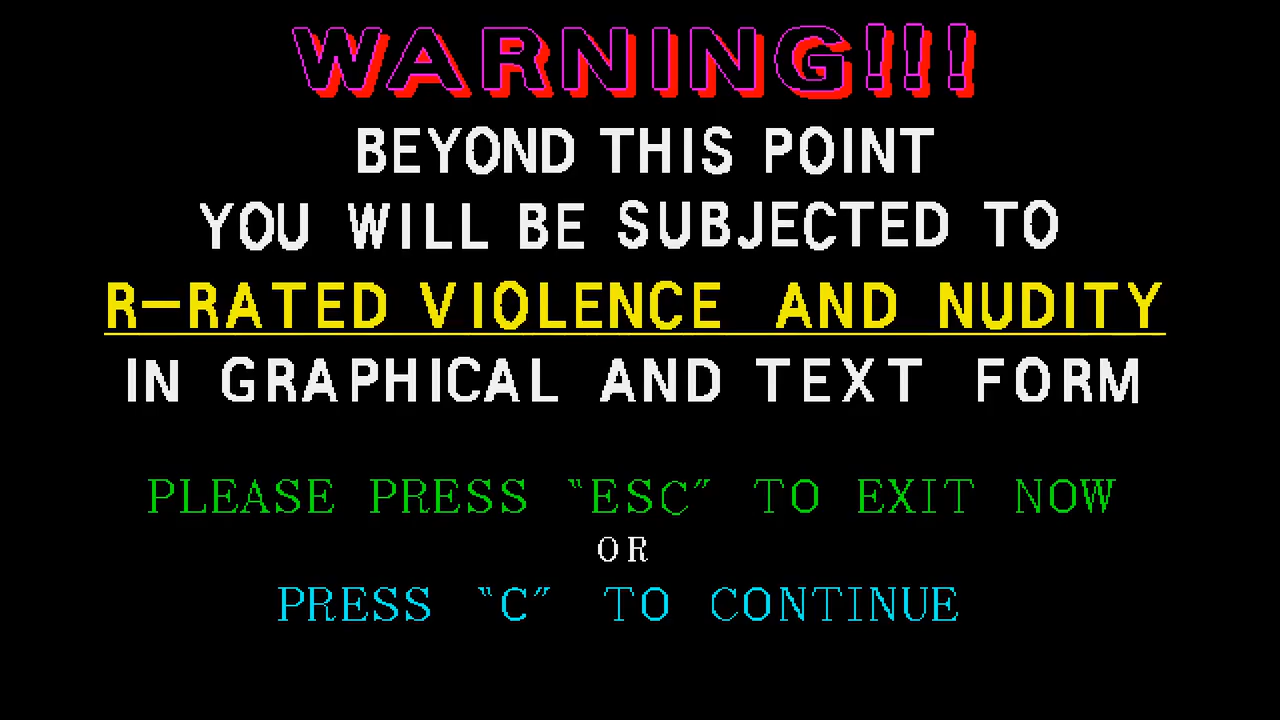 WARNING!!!
BEYOND THIS POINT
YOU WILL BE SUBJECTED TO
R-RATED VIOLENCE AND NUDITY
IN GRAPHICAL AND TEXT FORM
PLEASE PRESS "ESC" TO EXIT NOW
OR
PRESS "C" TO CONTINUE